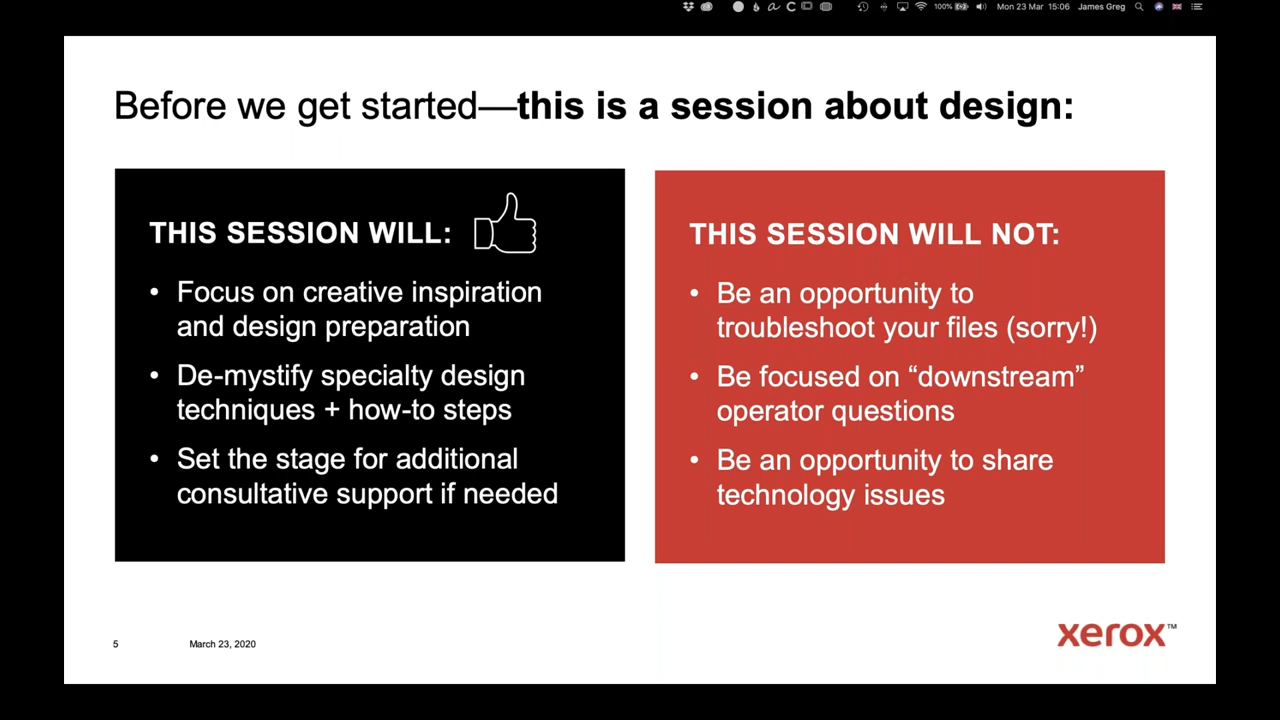 100% Mon 23 Mar 15:06 James Greg
Before we get started—this is a session about design:
THIS SESSION WILL:
• Focus on creative inspiration
and design preparation
• De-mystify specialty design
techniques + how-to steps
• Set the stage for additional
consultative support if needed
THIS SESSION WILL NOT:
• Be an opportunity to
troubleshoot your files (sorry!)
• Be focused on “downstream”
operator questions
• Be an opportunity to share
technology issues
5 March 23, 2020
xerox™